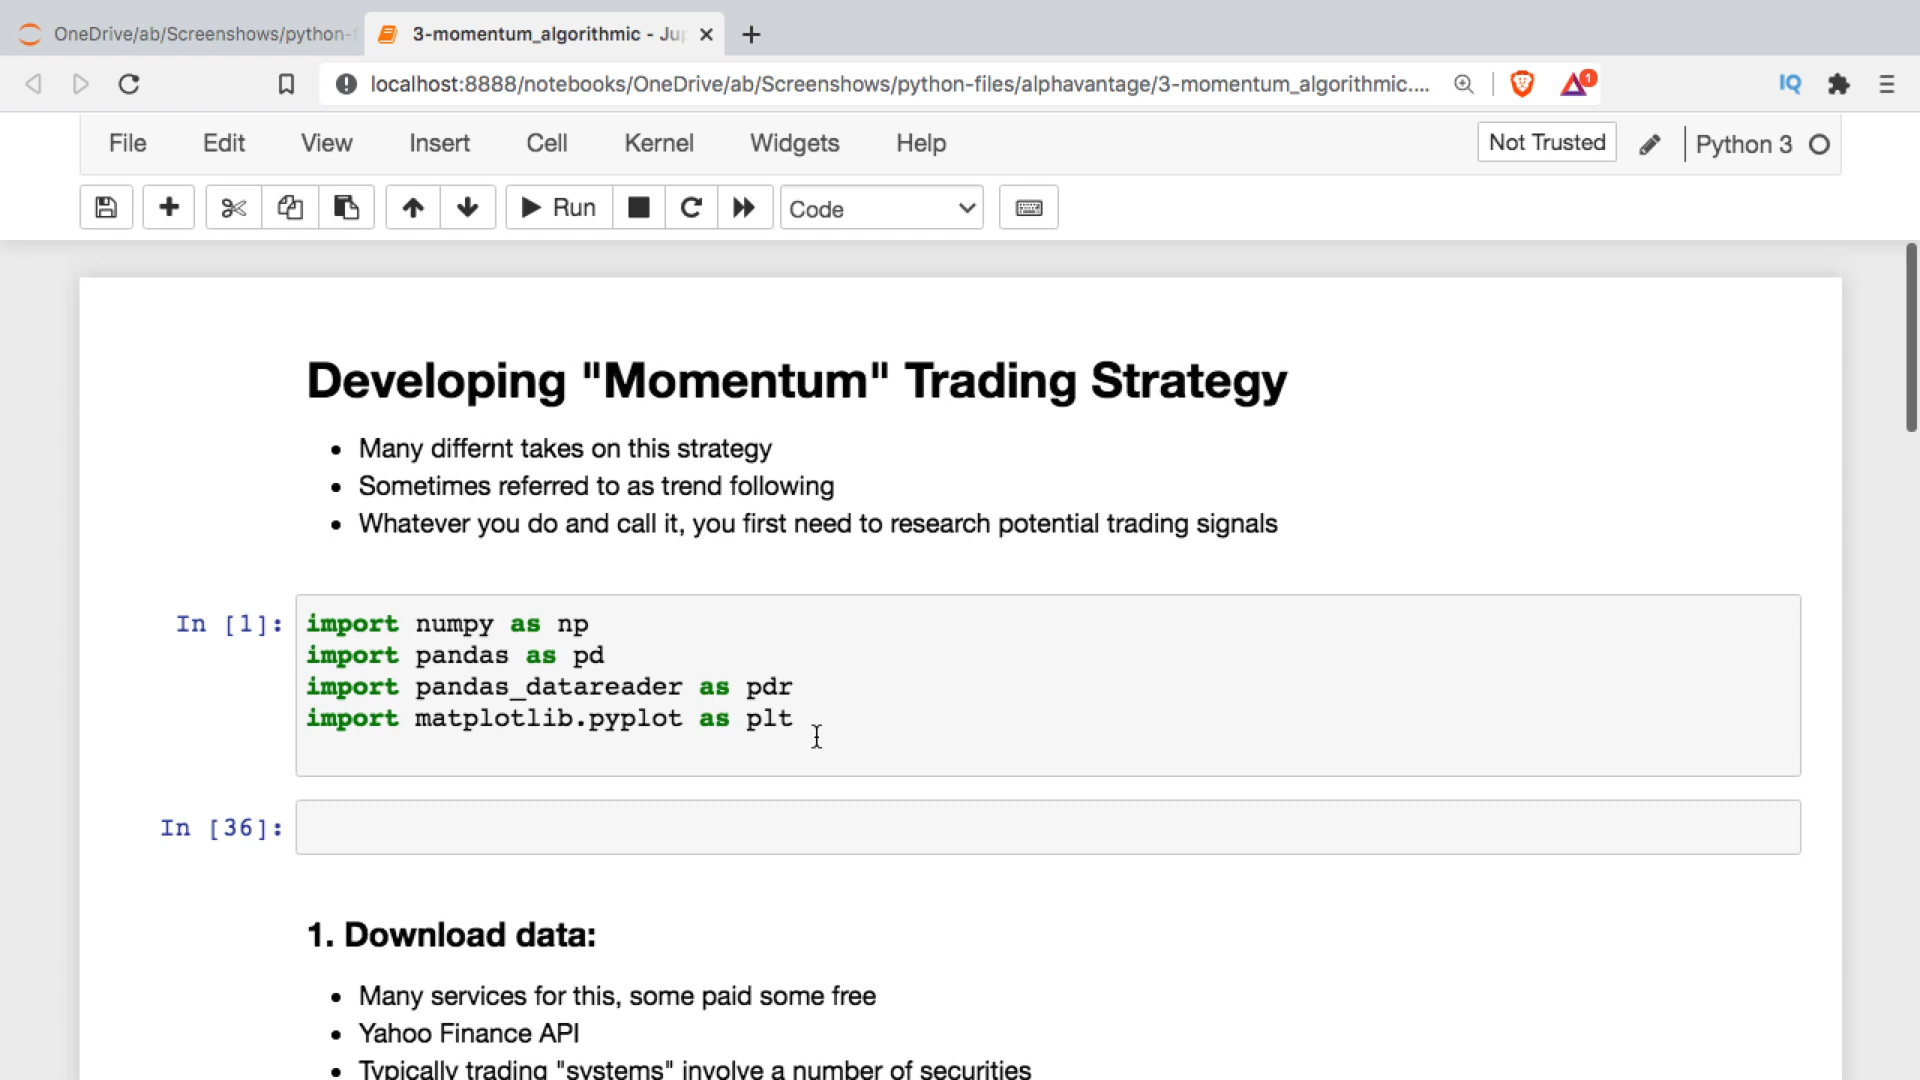 OneDrive/ab/Screenshows/python-f
3-momentum_algorithmic - Jup
localhost:8888/notebooks/OneDrive/ab/Screenshows/python-files/alphavantage/3-momentum_algorithmic....
1
IQ
File Edit View Insert Cell Kernel Widgets Help
Not Trusted
Python 3
Run
Code
Developing "Momentum" Trading Strategy
• Many differnt takes on this strategy
• Sometimes referred to as trend following
• Whatever you do and call it, you first need to research potential trading signals
In [1]:
import numpy as np
import pandas as pd
import pandas_datareader as pdr
import matplotlib.pyplot as plt
In [36]:
1. Download data:
• Many services for this, some paid some free
• Yahoo Finance API
• Typically trading "systems" involve a number of securities